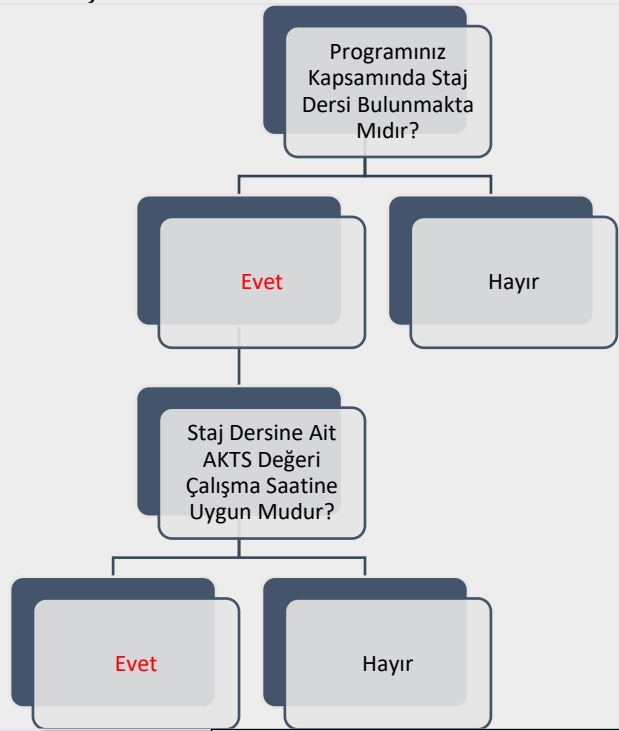 Programınız
Kapsamında Staj
Dersi Bulunmakta
Mıdır?
Evet
Hayır
Staj Dersine Ait
AKTS Değeri
Çalışma Saatine
Uygun Mudur?
Evet
Hayır